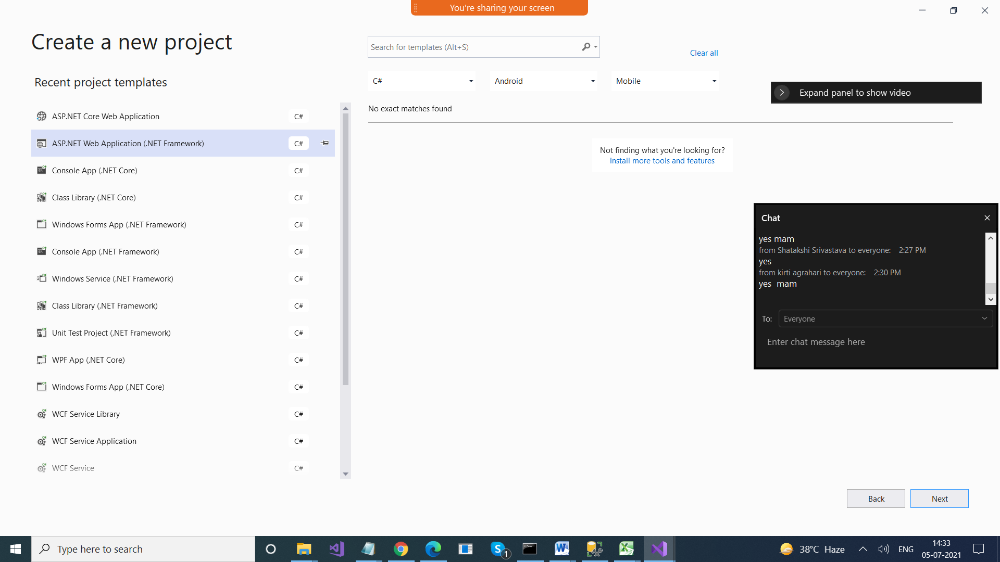 You're sharing your screen
Create a new project
Search for templates (Alt+S)
Clear all
Recent project templates
C#
Android
Mobile
Expand panel to show video
No exact matches found
ASP.NET Core Web Application C#
ASP.NET Web Application (.NET Framework) C#
Console App (.NET Core) C#
Class Library (.NET Core) C#
Windows Forms App (.NET Framework) C#
Console App (.NET Framework) C#
Windows Service (.NET Framework) C#
Class Library (.NET Framework) C#
Unit Test Project (.NET Framework) C#
WPF App (.NET Core) C#
Windows Forms App (.NET Core) C#
WCF Service Library C#
WCF Service Application C#
WCF Service C#
Not finding what you're looking for?
Install more tools and features
Chat
yes mam
from Shatakshi Srivastava to everyone: 2:27 PM
yes
from kirti agrahari to everyone: 2:30 PM
yes mam
To: Everyone
Enter chat message here
Back
Next
Type here to search
1
38°C Haze
ENG
14:33
05-07-2021